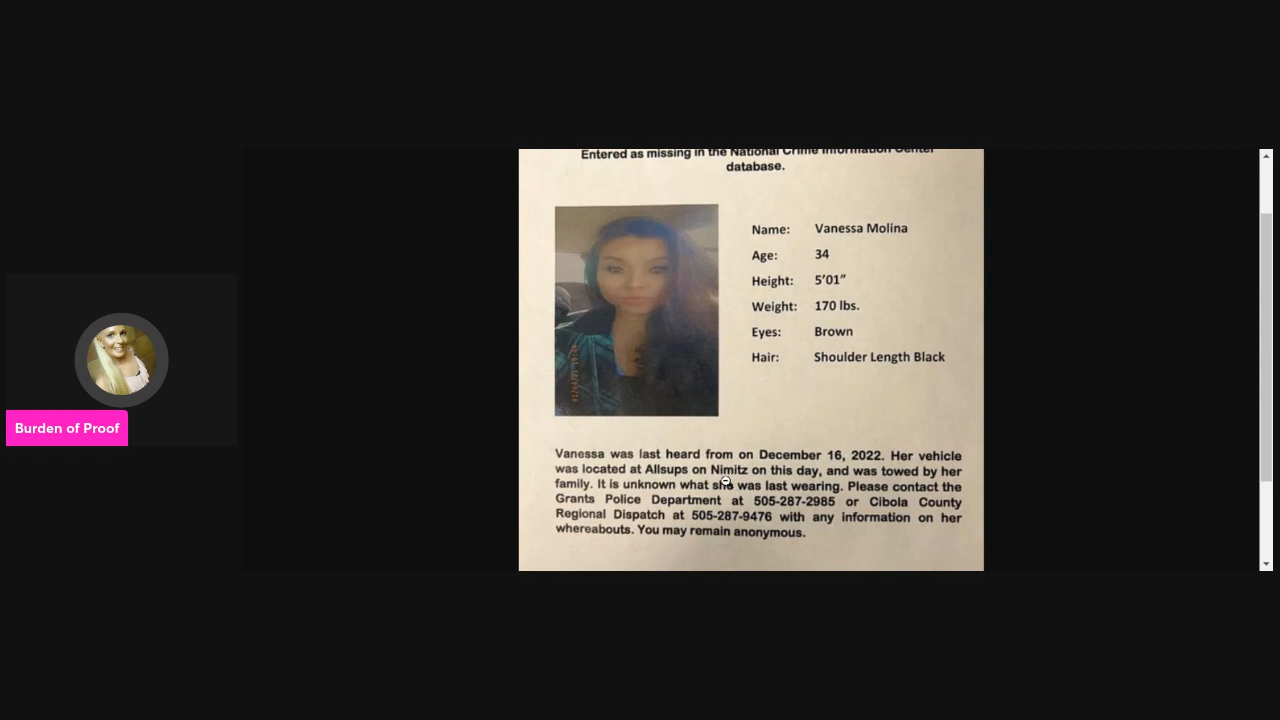 Entered as missing in the National Crime Information Center
database.
Name: Vanessa Molina
Age: 34
Height: 5’01”
Weight: 170 lbs.
Eyes: Brown
Hair: Shoulder Length Black
Vanessa was last heard from on December 16, 2022. Her vehicle
was located at Allsups on Nimitz on this day, and was towed by her
family. It is unknown what she was last wearing. Please contact the
Grants Police Department at 505-287-2985 or Cibola County
Regional Dispatch at 505-287-9476 with any information on her
whereabouts. You may remain anonymous.
Burden of Proof